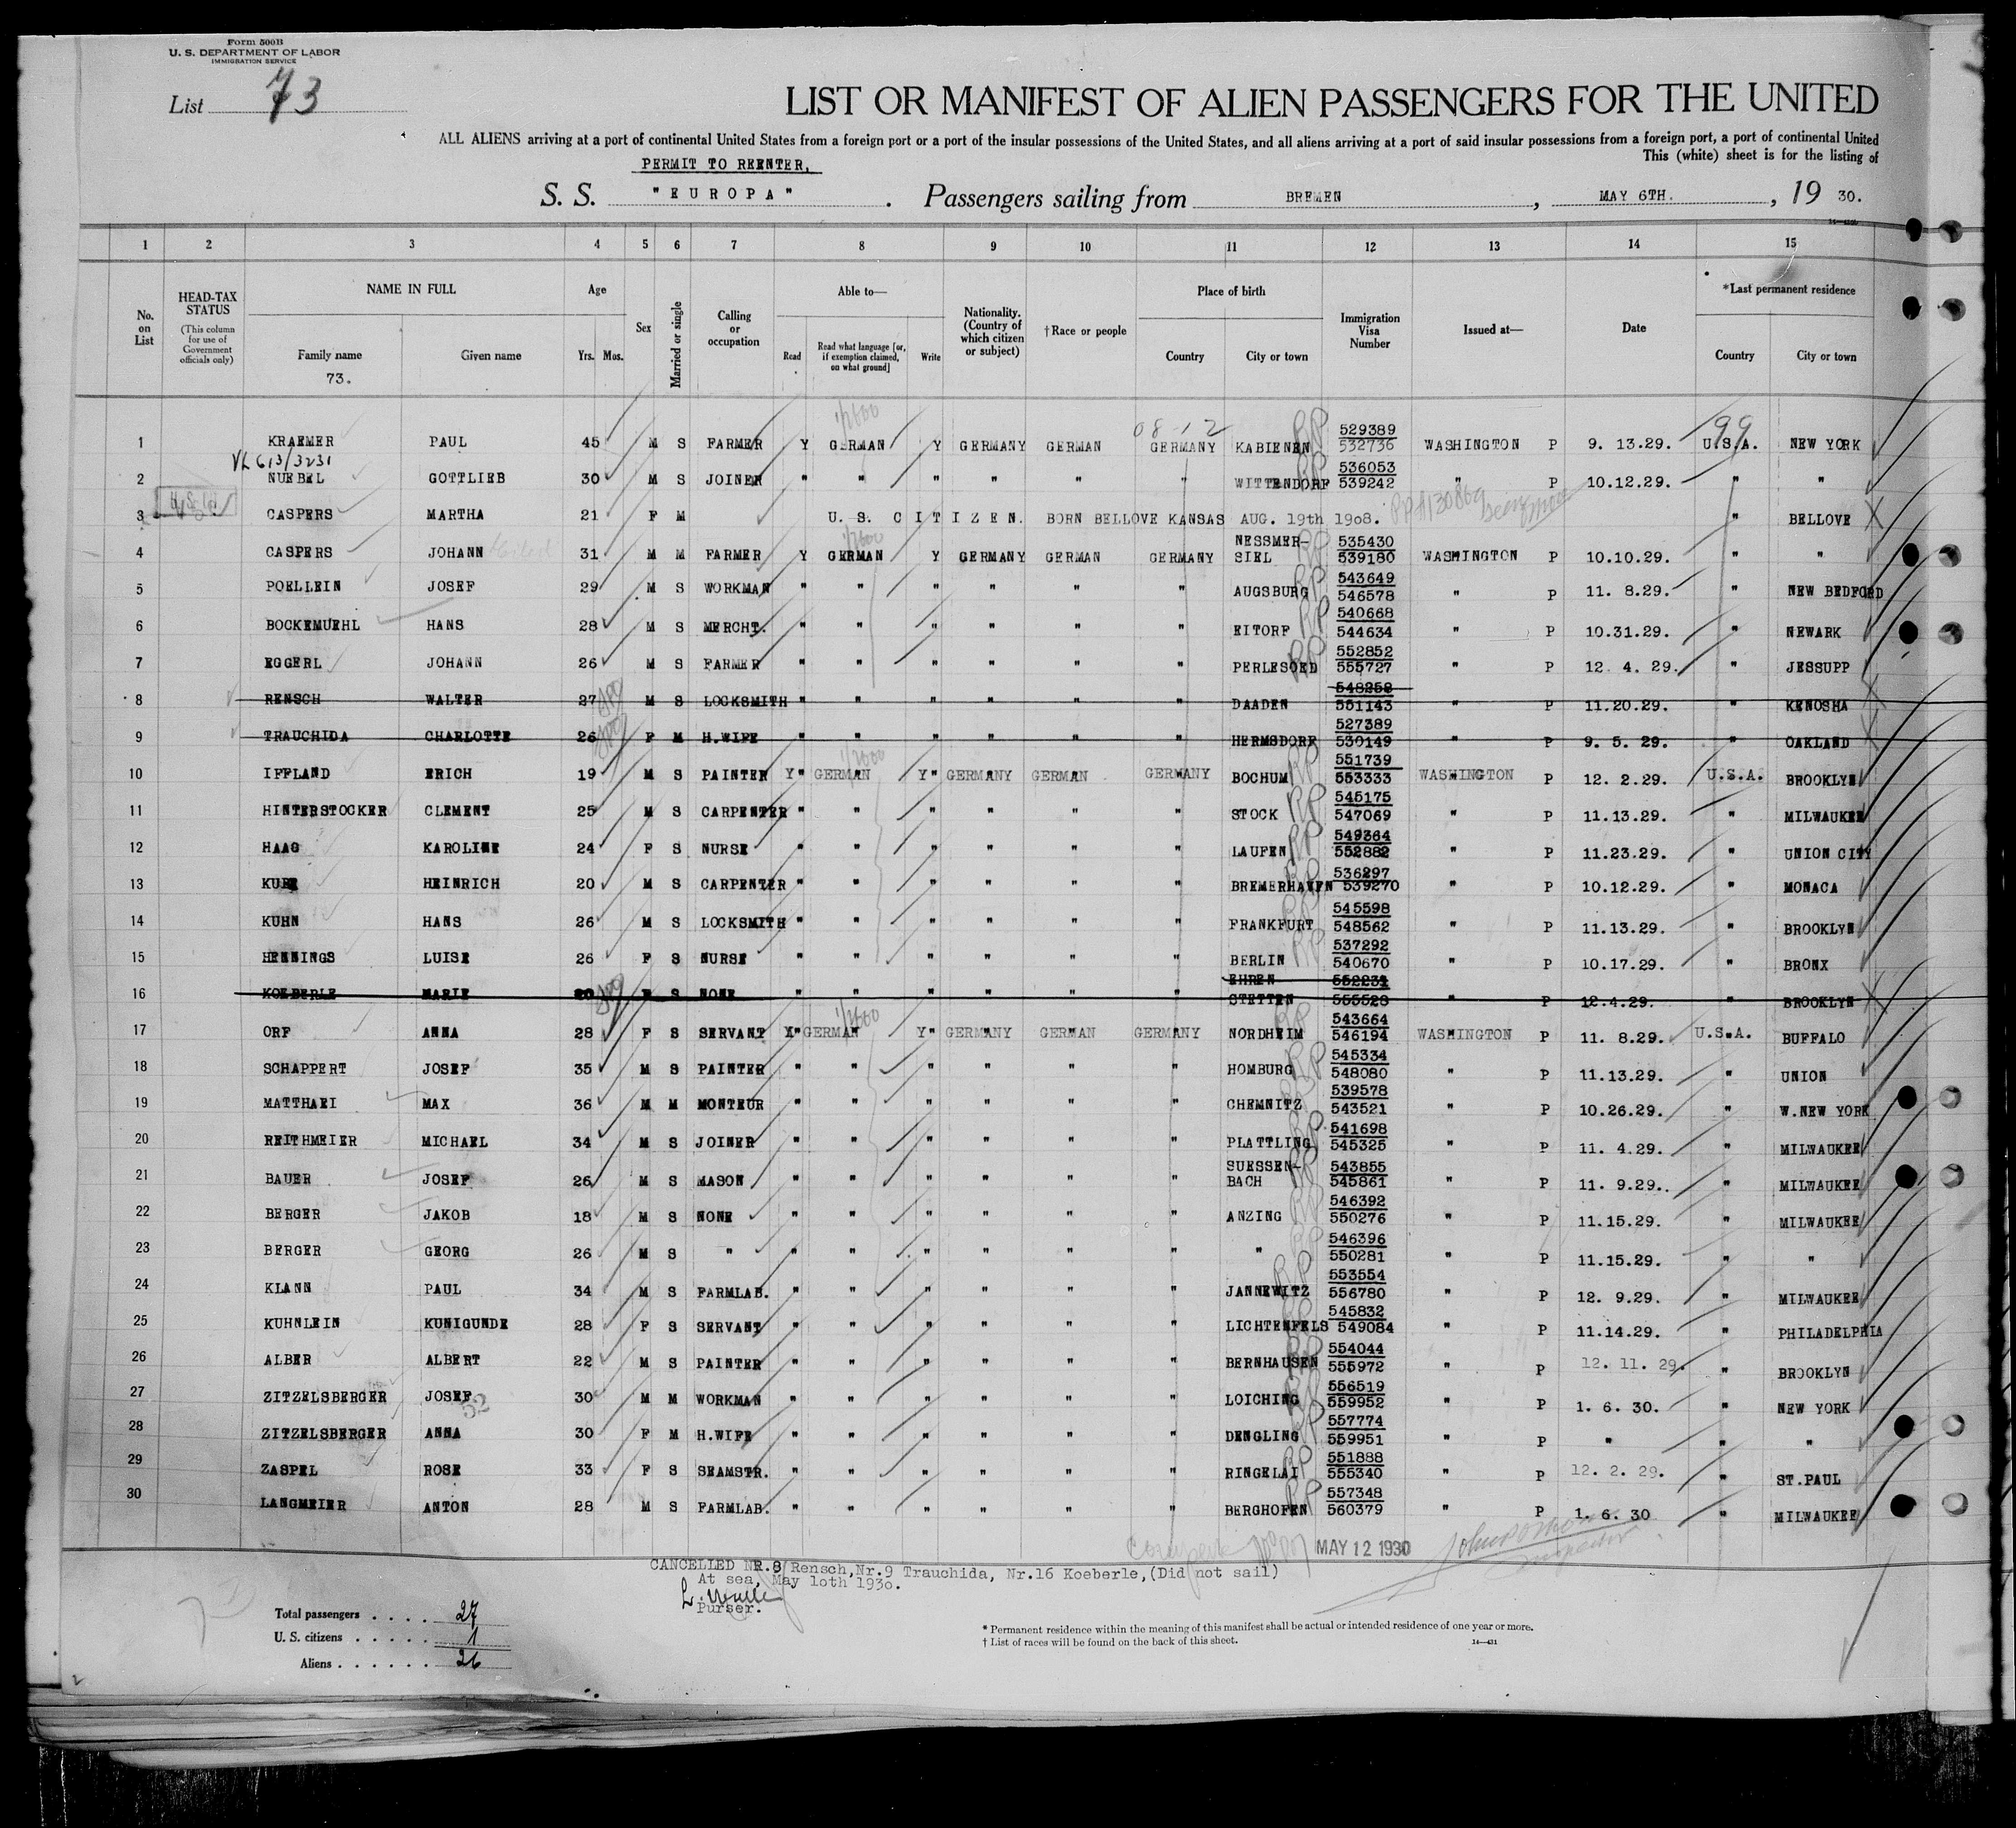 Form 500B
U. S. DEPARTMENT OF LABOR
IMMIGRATION SERVICE
List 73
LIST OR MANIFEST OF ALIEN PASSENGERS FOR THE UNITED
ALL ALIENS arriving at a port of continental United States from a foreign port or a port of the insular possessions of the United States, and all aliens arriving at a port of said insular possessions from a foreign port, a port of continental United
This (white) sheet is for the listing of
PERMIT TO REENTER,
S. S. "EUROPA". Passengers sailing from BREMEN, MAY 6TH., 19 30.
1 2 3 4 5 6 7 8 9 10 11 12 13 14 15
No. on List
HEAD-TAX STATUS (This column for use of Government officials only)
NAME IN FULL Family name Given name
73.
Age Yrs. Mos.
Sex
Married or single
Calling or occupation
Able to— Read Read what language [or, if exemption claimed, on what ground] Write
Nationality. (Country of which citizen or subject)
†Race or people
Place of birth Country City or town
Immigration Visa Number
Issued at—
Date
*Last permanent residence Country City or town
08-12 99
1 KRAEMER PAUL 45 M S FARMER Y GERMAN Y GERMANY GERMAN GERMANY KABIENEN 529389 532736 WASHINGTON P 9. 13.29. U.S.A. NEW YORK
2 NUEBEL GOTTLIEB 30 M S JOINER " " " " " " WITTENDORF 536053 539242 " P 10.12.29. " "
3 CASPERS MARTHA 21 F M U. S. CITIZEN. BORN BELLOVE KANSAS AUG. 19th 1908. " BELLOVE
4 CASPERS JOHANN 31 M M FARMER Y GERMAN Y GERMANY GERMAN GERMANY NESSMER-SIEL 535430 539180 WASHINGTON P 10.10.29. " "
5 POELLEIN JOSEF 29 M S WORKMAN " " " " " " AUGSBURG 543649 546578 " P 11. 8.29. " NEW BEDFORD
6 BOCKEMUEHL HANS 28 M S MERCHT. " " " " " " EITORF 540668 544634 " P 10.31.29. " NEWARK
7 EGGERL JOHANN 26 M S FARMER " " " " " " PERLESOED 552852 555727 " P 12. 4. 29. " JESSUPP
8 RENSCH WALTER 27 M S LOCKSMITH " " " " " " DAADEN 548252 551143 " P 11.20.29. " KENOSHA
9 TRAUCHIDA CHARLOTTE 26 F M H.WIFE " " " " " " HERMSDORF 527389 530149 " P 9. 5. 29. " OAKLAND
10 IFFLAND ERICH 19 M S PAINTER Y" GERMAN Y" GERMANY GERMAN GERMANY BOCHUM 551739 553333 WASHINGTON P 12. 2.29. U.S.A. BROOKLYN
11 HINTERSTOCKER CLEMENT 25 M S CARPENTER " " " " " " STOCK 545175 547069 " P 11.13.29. " MILWAUKEE
12 HAAG KAROLINE 24 F S NURSE " " " " " " LAUFEN 549364 552882 " P 11.23.29. " UNION CITY
13 HEINRICH 20 M S CARPENTER " " " " " " BREMERHAVEN 536297 539270 " P 10.12.29. " MONACA
14 KUHN HANS 26 M S LOCKSMITH " " " " " " FRANKFURT 545598 548562 " P 11.13.29. " BROOKLYN
15 HENNINGS LUISE 26 F S NURSE " " " " " " BERLIN 537292 540670 " P 10.17.29. " BRONX
16 KOEBERLE MARIE 20 F S NONE " " " " " " EHREN STETTEN 552231 555528 " P 12.4.29. " BROOKLYN
17 ORF ANNA 28 F S SERVANT Y" GERMAN Y" GERMANY GERMAN GERMANY NORDHEIM 543664 546194 WASHINGTON P 11. 8.29. U.S.A. BUFFALO
18 SCHAPPERT JOSEF 35 M S PAINTER " " " " " " HOMBURG 545334 548080 " P 11.13.29. " UNION
19 MATTHAEI MAX 36 M M MONTEUR " " " " " " CHEMNITZ 539578 543521 " P 10.26.29. " W.NEW YORK
20 REITHMEIER MICHAEL 34 M S JOINER " " " " " " PLATTLING 541698 545325 " P 11. 4.29. " MILWAUKEE
21 BAUER JOSEF 26 M S MASON " " " " " " SUESSEN-BACH 543855 545861 " P 11. 9.29. " MILWAUKEE
22 BERGER JAKOB 18 M S NONE " " " " " " ANZING 546392 550276 " P 11.15.29. " MILWAUKEE
23 BERGER GEORG 26 M S " " " " " " " " 546396 550281 " P 11.15.29. " "
24 KLANN PAUL 34 M S FARMLAB. " " " " " " JANNEWITZ 553554 556780 " P 12. 9.29. " MILWAUKEE
25 KUHNLEIN KUNIGUNDE 28 F S SERVANT " " " " " " LICHTENFELS 545832 549084 " P 11.14.29. " PHILADELPHIA
26 ALBER ALBERT 22 M S PAINTER " " " " " " BERNHAUSEN 554044 555972 " P 12. 11. 29. " BROOKLYN
27 ZITZELSBERGER JOSEF 30 M M WORKMAN " " " " " " LOICHING 556519 559952 " P 1. 6. 30. " NEW YORK
28 ZITZELSBERGER ANNA 30 F M H.WIFE " " " " " " DENGLING 557774 559951 " P " " "
29 ZASPEL ROSE 33 F S SEAMSTR. " " " " " " RINGELAI 551888 555340 " P 12. 2. 29. " ST.PAUL
30 LANGMEIER ANTON 28 M S FARMLAB. " " " " " " BERGHOFEN 557348 560379 " P 1. 6. 30 " MILWAUKEE
MAY 12 1930
CANCELLED NR.8 Rensch,Nr.9 Trauchida, Nr.16 Koeberle,(Did not sail)
At sea, May 10th 1930.
Purser.
Total passengers . . . . 27
U. S. citizens . . . . . 1
Aliens . . . . . . 26
* Permanent residence within the meaning of this manifest shall be actual or intended residence of one year or more.
† List of races will be found on the back of this sheet.
14—431